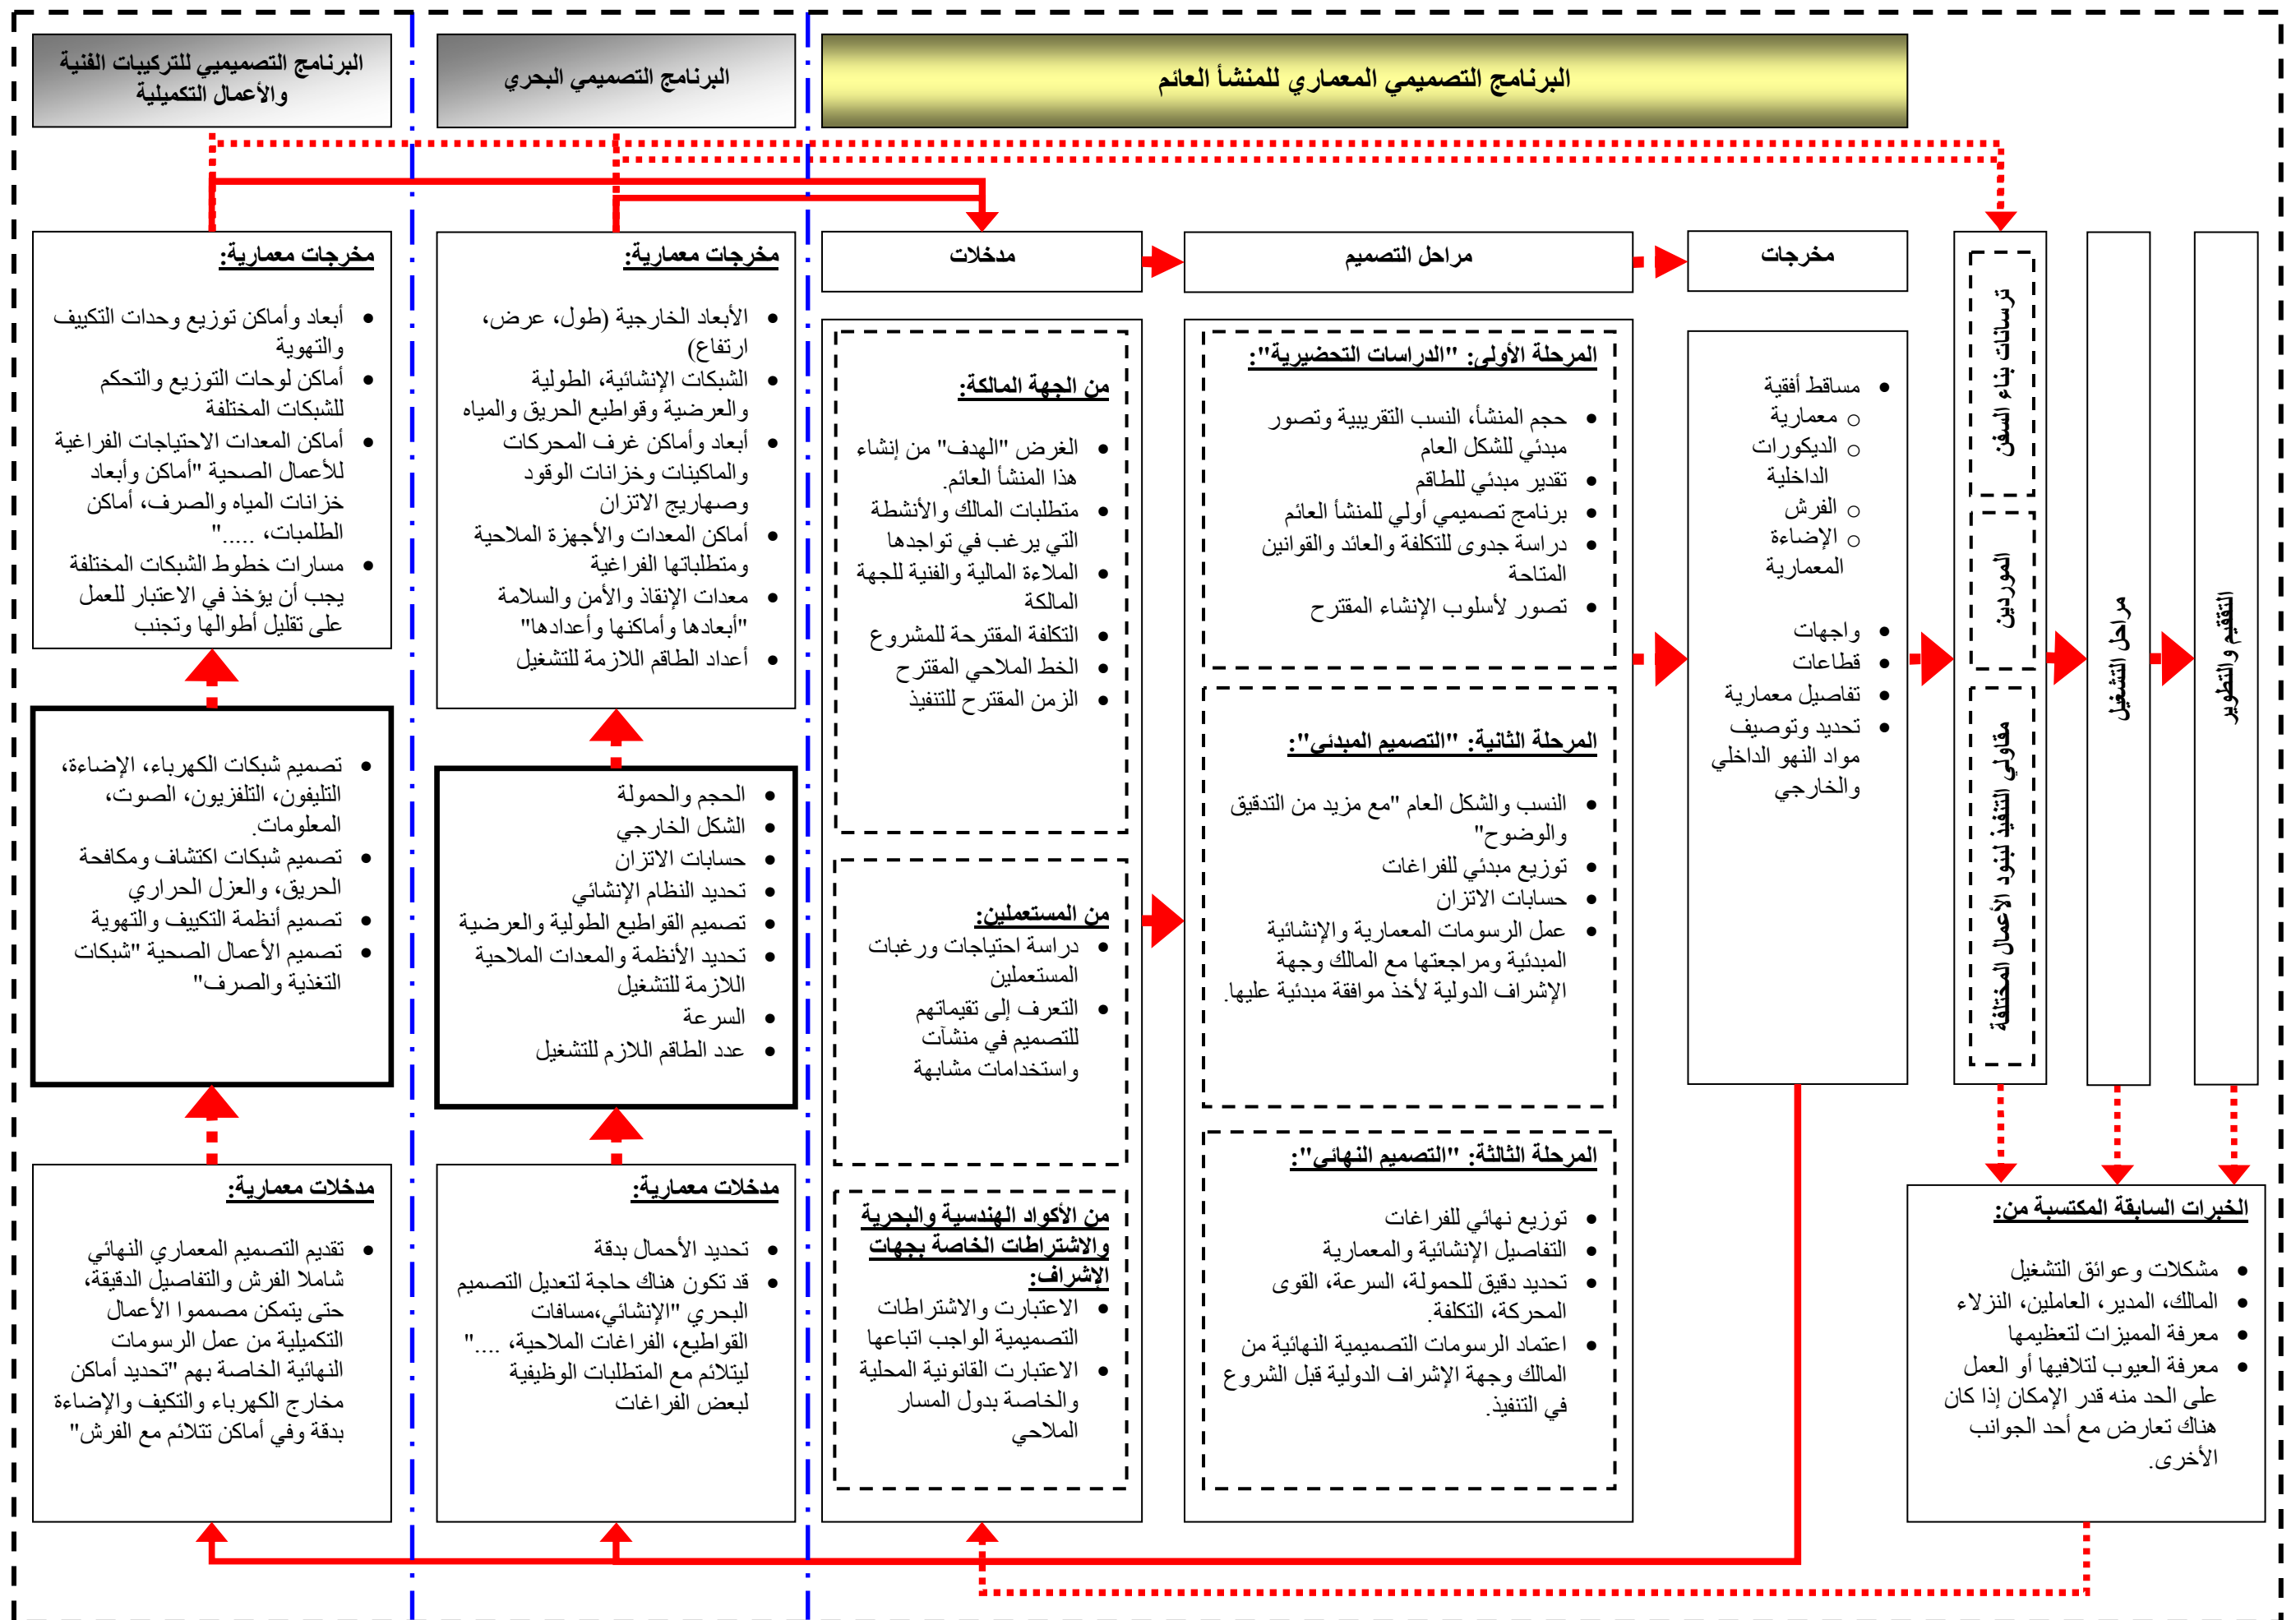 البرنامج التصميمي المعماري للمنشأ العائم
البرنامج التصميمي البحري
البرنامج التصميميي للتركيبات الفنية
والأعمال التكميلية
التققيم والتطوير
مراحل التشغيل
ترسانات بناء السفن
الموردين
مقاولي التنفيذ لبنود الأعمال المختلفة
مخرجات
• مساقط أفقية
○ معمارية
○ الديكورات
الداخلية
○ الفرش
○ الإضاءة
المعمارية
• واجهات
• قطاعات
• تفاصيل معمارية
• تحديد وتوصيف
مواد النهو الداخلي
والخارجي
مراحل التصميم
المرحلة الأولى: "الدراسات التحضيرية":
• حجم المنشأ، النسب التقريبية وتصور
مبدئي للشكل العام
• تقدير مبدئي للطاقم
• برنامج تصميمي أولي للمنشأ العائم
• دراسة جدوى للتكلفة والعائد والقوانين
المتاحة
• تصور لأسلوب الإنشاء المقترح
المرحلة الثانية: "التصميم المبدئي":
• النسب والشكل العام "مع مزيد من التدقيق
والوضوح"
• توزيع مبدئي للفراغات
• حسابات الاتزان
• عمل الرسومات المعمارية والإنشائية
المبدئية ومراجعتها مع المالك وجهة
الإشراف الدولية لأخذ موافقة مبدئية عليها.
المرحلة الثالثة: "التصميم النهائي":
• توزيع نهائي للفراغات
• التفاصيل الإنشائية والمعمارية
• تحديد دقيق للحمولة، السرعة، القوى
المحركة، التكلفة.
• اعتماد الرسومات التصميمية النهائية من
المالك وجهة الإشراف الدولية قبل الشروع
في التنفيذ.
مدخلات
من الجهة المالكة:
• الغرض "الهدف" من إنشاء
هذا المنشأ العائم.
• متطلبات المالك والأنشطة
التي يرغب في تواجدها
• الملاءة المالية والفنية للجهة
المالكة
• التكلفة المقترحة للمشروع
• الخط الملاحي المقترح
• الزمن المقترح للتنفيذ
من المستعملين:
• دراسة احتياجات ورغبات
المستعملين
• التعرف إلى تقيماتهم
للتصميم في منشآت
واستخدامات مشابهة
من الأكواد الهندسية والبحرية
والاشتراطات الخاصة بجهات
الإشراف:
• الاعتبارت والاشتراطات
التصميمية الواجب اتباعها
• الاعتبارت القانونية المحلية
والخاصة بدول المسار
الملاحي
مخرجات معمارية:
• الأبعاد الخارجية (طول، عرض،
ارتفاع)
• الشبكات الإنشائية، الطولية
والعرضية وقواطيع الحريق والمياه
• أبعاد وأماكن غرف المحركات
والماكينات وخزانات الوقود
وصهاريج الاتزان
• أماكن المعدات والأجهزة الملاحية
ومتطلباتها الفراغية
• معدات الإنقاذ والأمن والسلامة
"أبعادها وأماكنها وأعدادها"
• أعداد الطاقم اللازمة للتشغيل
• الحجم والحمولة
• الشكل الخارجي
• حسابات الاتزان
• تحديد النظام الإنشائي
• تصميم القواطيع الطولية والعرضية
• تحديد الأنظمة والمعدات الملاحية
اللازمة للتشغيل
• السرعة
• عدد الطاقم اللازم للتشغيل
مدخلات معمارية:
• تحديد الأحمال بدقة
• قد تكون هناك حاجة لتعديل التصميم
البحري "الإنشائي،مسافات
القواطيع، الفراغات الملاحية، ...."
ليتلائم مع المتطلبات الوظيفية
لبعض الفراغات
مخرجات معمارية:
• أبعاد وأماكن توزيع وحدات التكييف
والتهوية
• أماكن لوحات التوزيع والتحكم
للشبكات المختلفة
• أماكن المعدات الاحتياجات الفراغية
للأعمال الصحية "أماكن وأبعاد
خزانات المياه والصرف، أماكن
الطلمبات، ....."
• مسارات خطوط الشبكات المختلفة
يجب أن يؤخذ في الاعتبار للعمل
على تقليل أطوالها وتجنب
• تصميم شبكات الكهرباء، الإضاءة،
التليفون، التلفزيون، الصوت،
المعلومات.
• تصميم شبكات اكتشاف ومكافحة
الحريق، والعزل الحراري
• تصميم أنظمة التكييف والتهوية
• تصميم الأعمال الصحية "شبكات
التغذية والصرف"
مدخلات معمارية:
• تقديم التصميم المعماري النهائي
شاملا الفرش والتفاصيل الدقيقة،
حتى يتمكن مصمموا الأعمال
التكميلية من عمل الرسومات
النهائية الخاصة بهم "تحديد أماكن
مخارج الكهرباء والتكيف والإضاءة
بدقة وفي أماكن تتلائم مع الفرش"
الخبرات السابقة المكتسبة من:
• مشكلات وعوائق التشغيل
• المالك، المدير، العاملين، النزلاء
• معرفة المميزات لتعظيمها
• معرفة العيوب لتلافيها أو العمل
على الحد منه قدر الإمكان إذا كان
هناك تعارض مع أحد الجوانب
الأخرى.